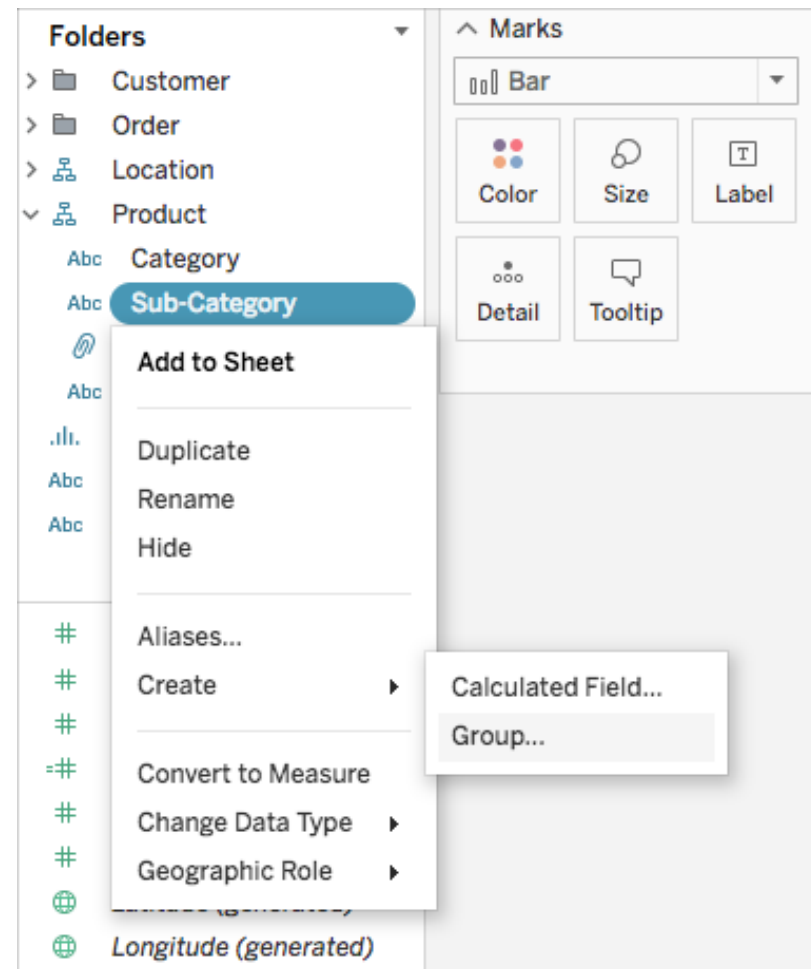 Folders
Customer
Order
Location
Product
Abc Category
Abc Sub-Category
Abc
Abc
Abc
Add to Sheet
Duplicate
Rename
Hide
Aliases...
Create
Convert to Measure
Change Data Type
Geographic Role
Calculated Field...
Group...
Latitude (generated)
Longitude (generated)
Marks
Bar
Color
Size
T
Label
Detail
Tooltip